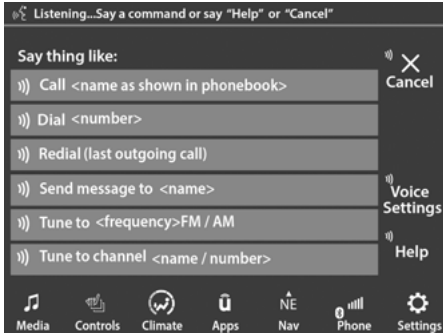 Listening...Say a command or say “Help” or “Cancel”
Say thing like:
Call <name as shown in phonebook>
Dial <number>
Redial (last outgoing call)
Send message to <name>
Tune to <frequency>FM / AM
Tune to channel <name / number>
Cancel
Voice
Settings
Help
Media
Controls
Climate
Apps
NE
Nav
Phone
Settings